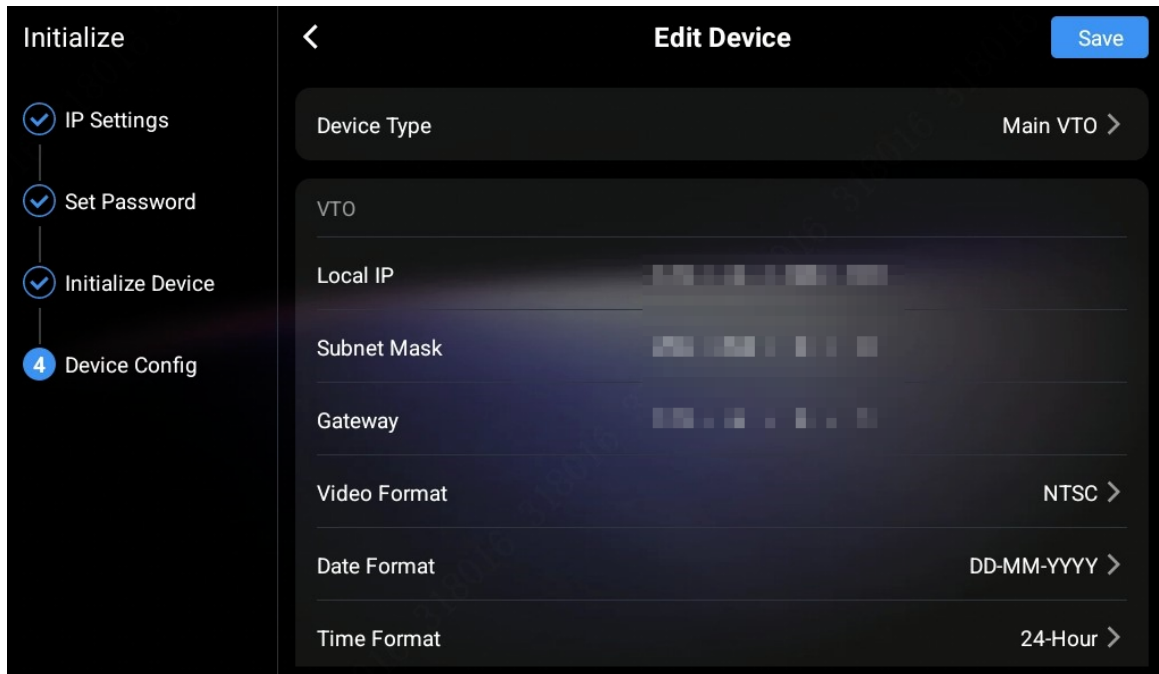 Initialize
Edit Device
Save
IP Settings
Set Password
Initialize Device
4 Device Config
Device Type Main VTO
VTO
Local IP
Subnet Mask
Gateway
Video Format NTSC
Date Format DD-MM-YYYY
Time Format 24-Hour